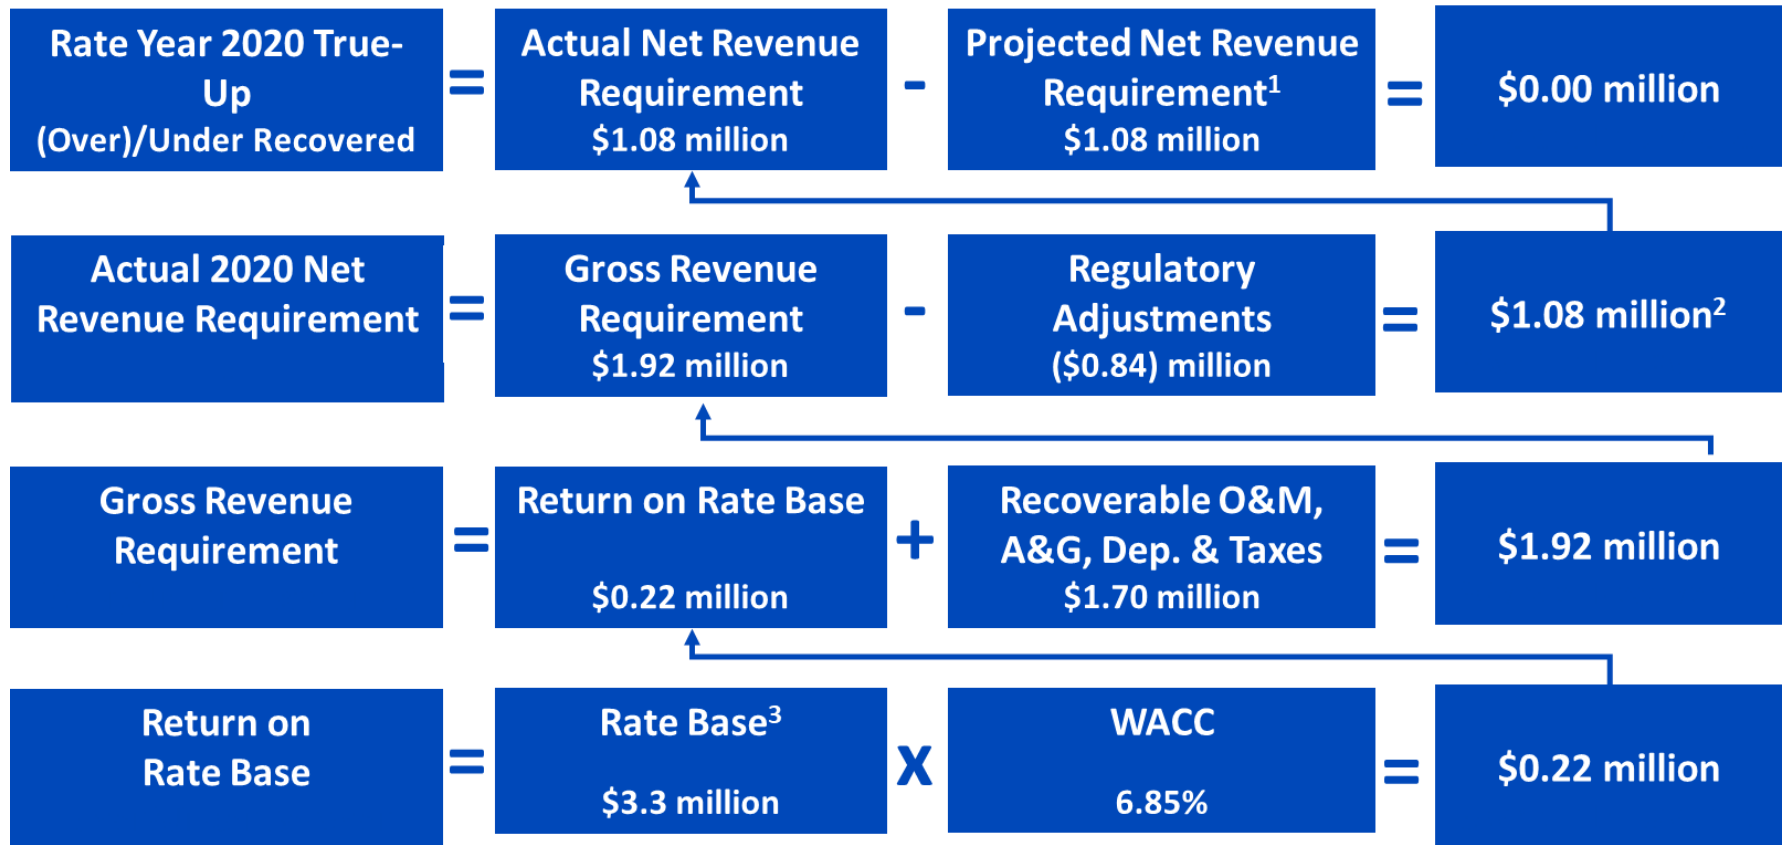 Rate Year 2020 True-
Up
(Over)/Under Recovered
=
Actual Net Revenue
Requirement
$1.08 million
-
Projected Net Revenue
Requirement¹
$1.08 million
=
$0.00 million
Actual 2020 Net
Revenue Requirement
=
Gross Revenue
Requirement
$1.92 million
-
Regulatory
Adjustments
($0.84) million
=
$1.08 million²
Gross Revenue
Requirement
=
Return on Rate Base
$0.22 million
+
Recoverable O&M,
A&G, Dep. & Taxes
$1.70 million
=
$1.92 million
Return on
Rate Base
=
Rate Base³
$3.3 million
X
WACC
6.85%
=
$0.22 million